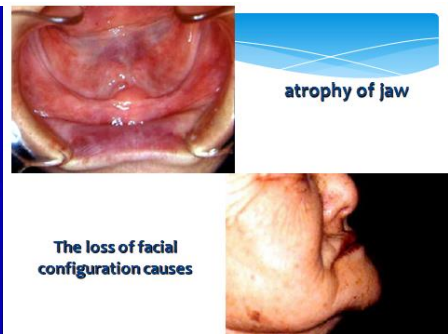 atrophy of jaw
The loss of facial
configuration causes